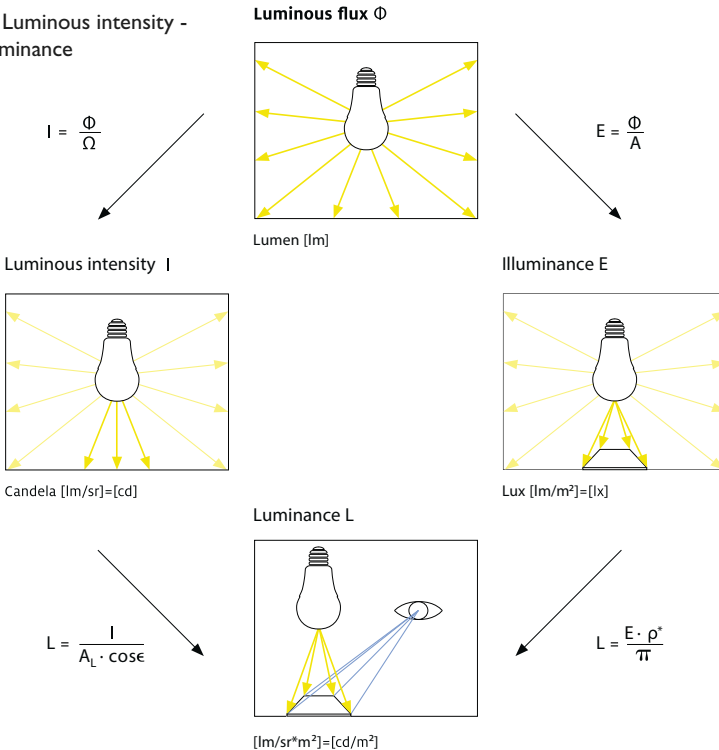 Luminous intensity -
minance
Luminous flux Φ
I = Φ / Ω
E = Φ / A
Lumen [lm]
Luminous intensity I
Illuminance E
Candela [lm/sr]=[cd]
Lux [lm/m²]=[lx]
Luminance L
L = I / A_L · cosϵ
L = E · ρ* / π
[lm/sr*m²]=[cd/m²]